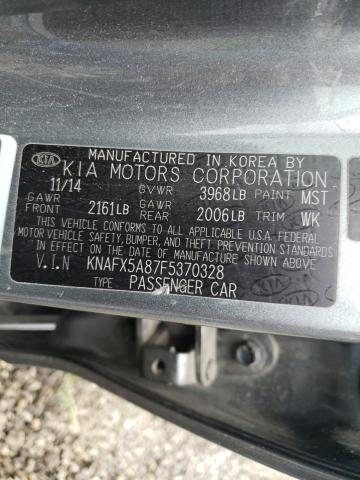 KIA MANUFACTURED IN KOREA BY
KIA MOTORS CORPORATION
11/14 GVWR 3968LB PAINT MST
GAWR FRONT 2161LB GAWR REAR 2006LB TRIM WK
THIS VEHICLE CONFORMS TO ALL APPLICABLE U.S.A FEDERAL
MOTOR VEHICLE SAFETY, BUMPER, AND THEFT PREVENTION STANDARDS
IN EFFECT ON THE DATE OF MANUFACTURE SHOWN ABOVE.
V.I.N KNAFX5A87F5370328
TYPE PASSENGER CAR